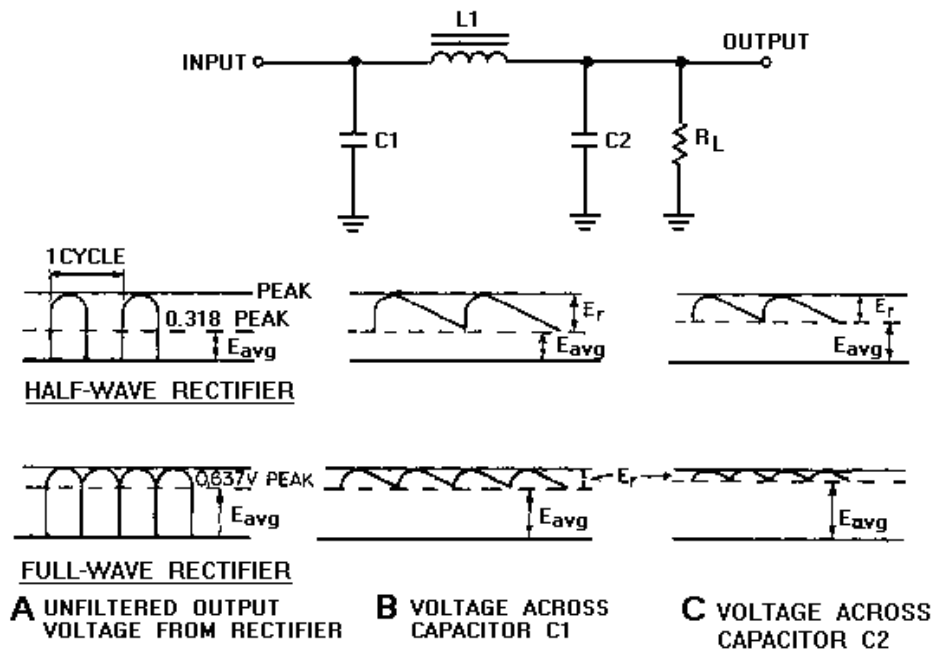 L1
INPUT
OUTPUT
C1
C2
RL
1 CYCLE
PEAK
0.318 PEAK
Eavg
Er
Eavg
Er
Eavg
HALF-WAVE RECTIFIER
0.637V PEAK
Eavg
Er
Eavg
Eavg
FULL-WAVE RECTIFIER
A UNFILTERED OUTPUT
VOLTAGE FROM RECTIFIER
B VOLTAGE ACROSS
CAPACITOR C1
C VOLTAGE ACROSS
CAPACITOR C2